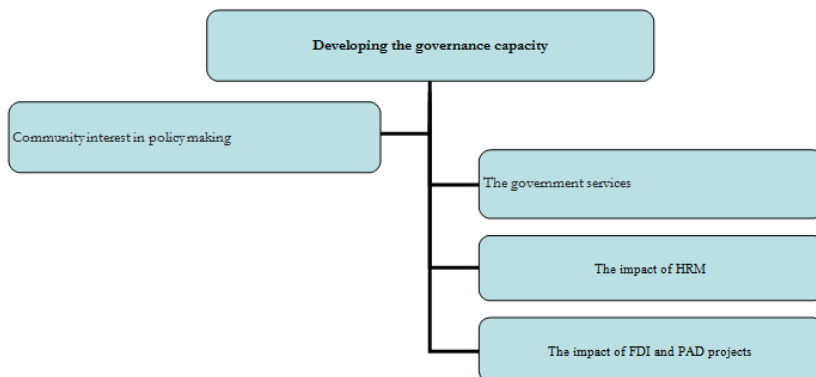 Developing the governance capacity
Community interest in policy making
The government services
The impact of HRM
The impact of FDI and PAD projects